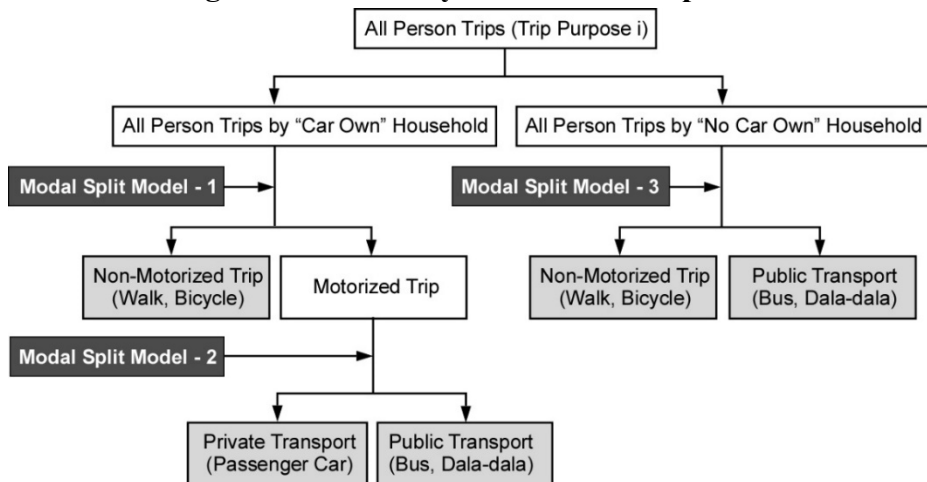 All Person Trips (Trip Purpose i)
All Person Trips by “Car Own” Household
All Person Trips by “No Car Own” Household
Modal Split Model - 1
Modal Split Model - 3
Non-Motorized Trip
(Walk, Bicycle)
Motorized Trip
Non-Motorized Trip
(Walk, Bicycle)
Public Transport
(Bus, Dala-dala)
Modal Split Model - 2
Private Transport
(Passenger Car)
Public Transport
(Bus, Dala-dala)